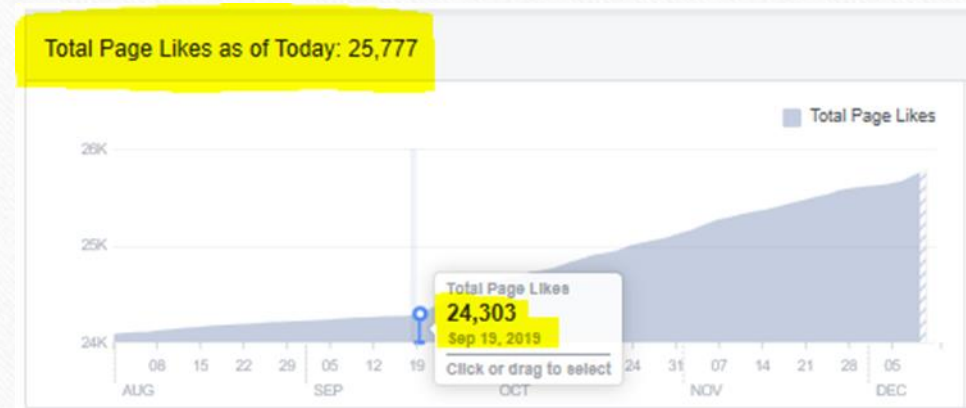 Total Page Likes as of Today: 25,777
Total Page Likes
26K
25K
24K
Total Page Likes
24,303
Sep 19, 2019
Click or drag to select
08 15 22 29 05 12 19 24 31 07 14 21 28 05
AUG SEP OCT NOV DEC